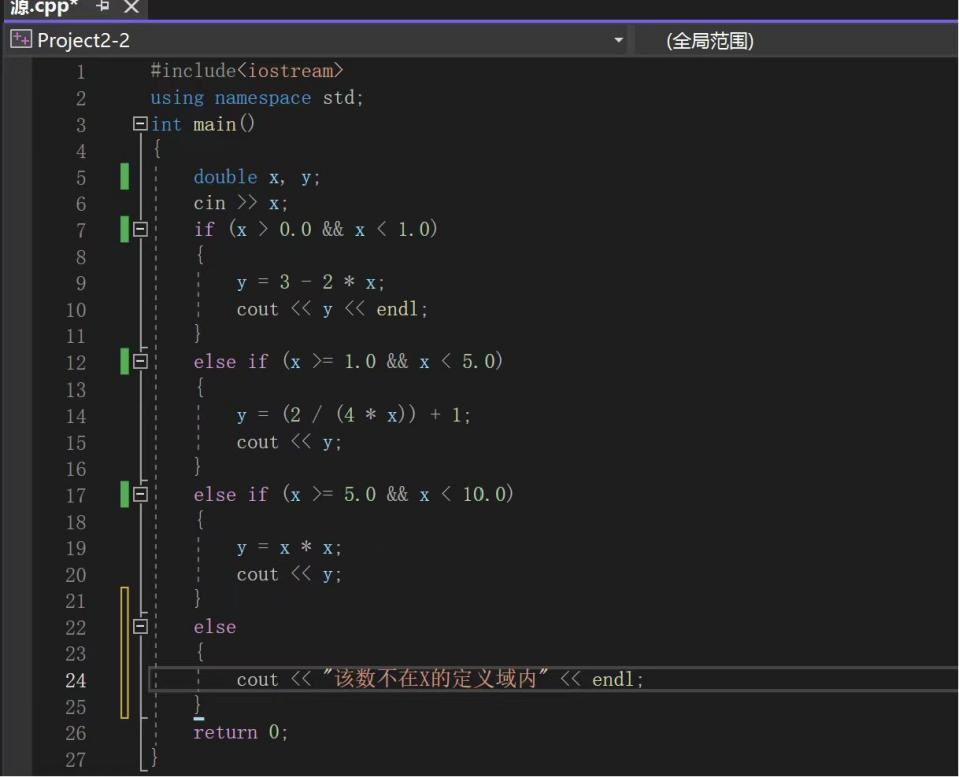 源.cpp*
Project2-2 (全局范围)
1 #include<iostream>
2 using namespace std;
3 int main()
4 {
5 double x, y;
6 cin >> x;
7 if (x > 0.0 && x < 1.0)
8 {
9 y = 3 - 2 * x;
10 cout << y << endl;
11 }
12 else if (x >= 1.0 && x < 5.0)
13 {
14 y = (2 / (4 * x)) + 1;
15 cout << y;
16 }
17 else if (x >= 5.0 && x < 10.0)
18 {
19 y = x * x;
20 cout << y;
21 }
22 else
23 {
24 cout << "该数不在X的定义域内" << endl;
25 }
26 return 0;
27 }